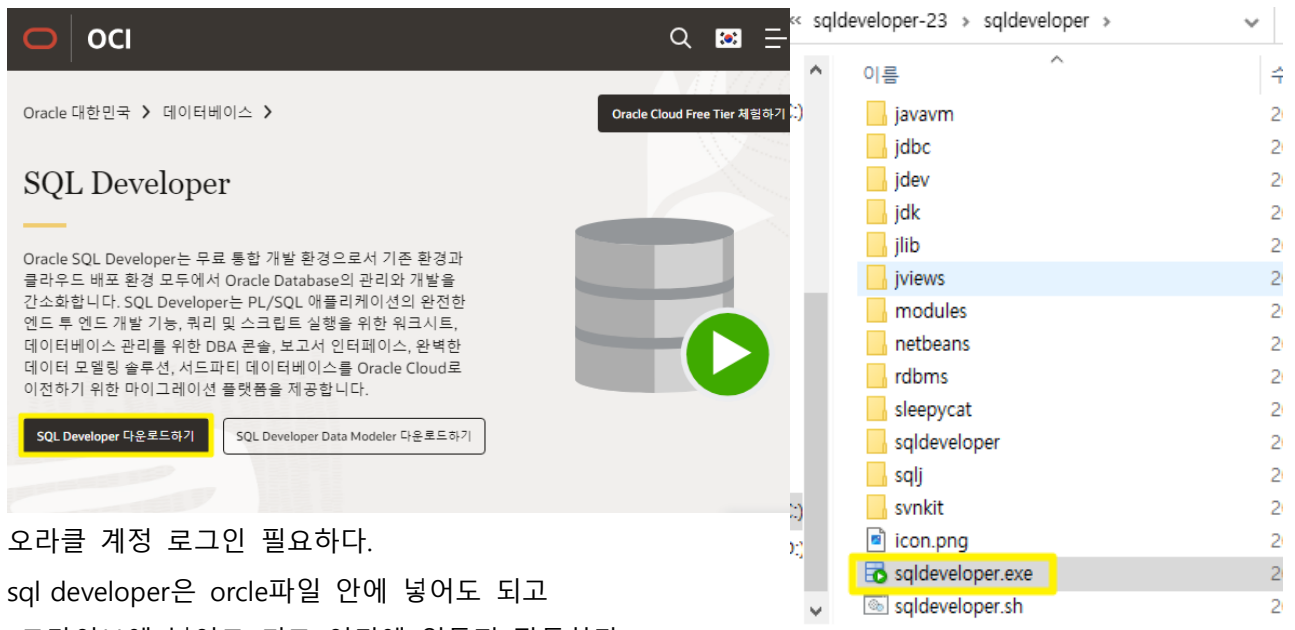 OCI
Oracle 대한민국 > 데이터베이스 >
Oracle Cloud Free Tier 체험하기
SQL Developer
Oracle SQL Developer는 무료 통합 개발 환경으로서 기존 환경과
클라우드 배포 환경 모두에서 Oracle Database의 관리와 개발을
간소화합니다. SQL Developer는 PL/SQL 애플리케이션의 완전한
엔드 투 엔드 개발 기능, 쿼리 및 스크립트 실행을 위한 워크시트,
데이터베이스 관리를 위한 DBA 콘솔, 보고서 인터페이스, 완벽한
데이터 모델링 솔루션, 서드파티 데이터베이스를 Oracle Cloud로
이전하기 위한 마이그레이션 플랫폼을 제공합니다.
SQL Developer 다운로드하기
SQL Developer Data Modeler 다운로드하기
오라클 계정 로그인 필요하다.
sql developer은 orcle파일 안에 넣어도 되고
« sqldeveloper-23 > sqldeveloper >
이름
javavm
jdbc
jdev
jdk
jlib
jviews
modules
netbeans
rdbms
sleepycat
sqldeveloper
sqlj
svnkit
icon.png
sqldeveloper.exe
sqldeveloper.sh